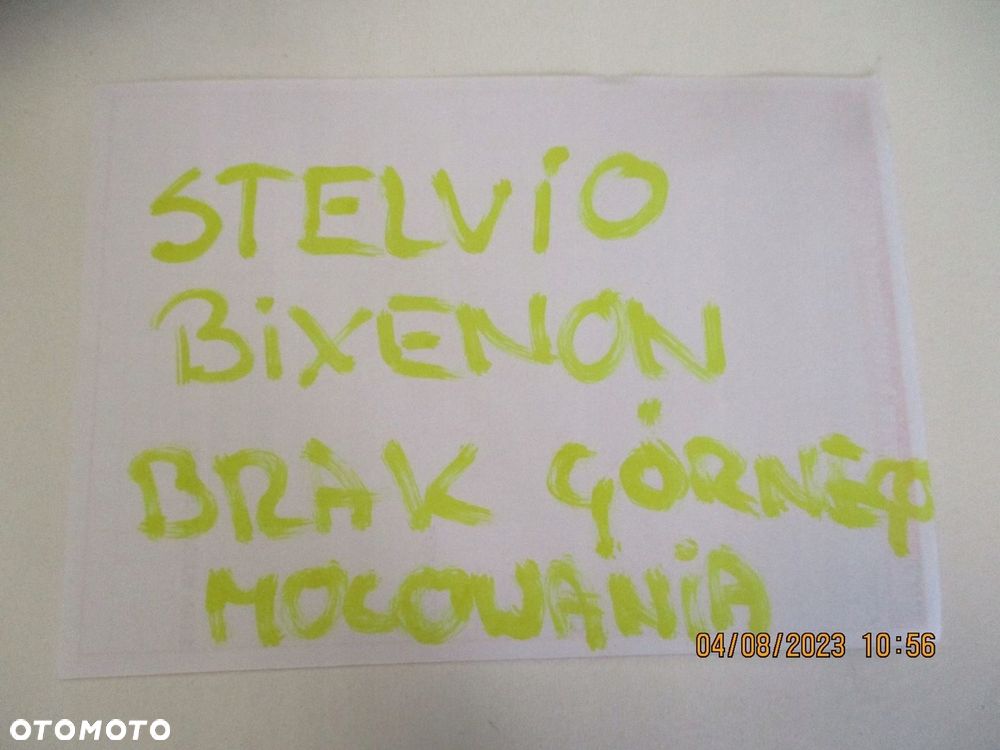 STELViO
BiXENON
BRAK GÓRNEGO
MOCOWANiA
04/08/2023 10:56
OTOMOTO